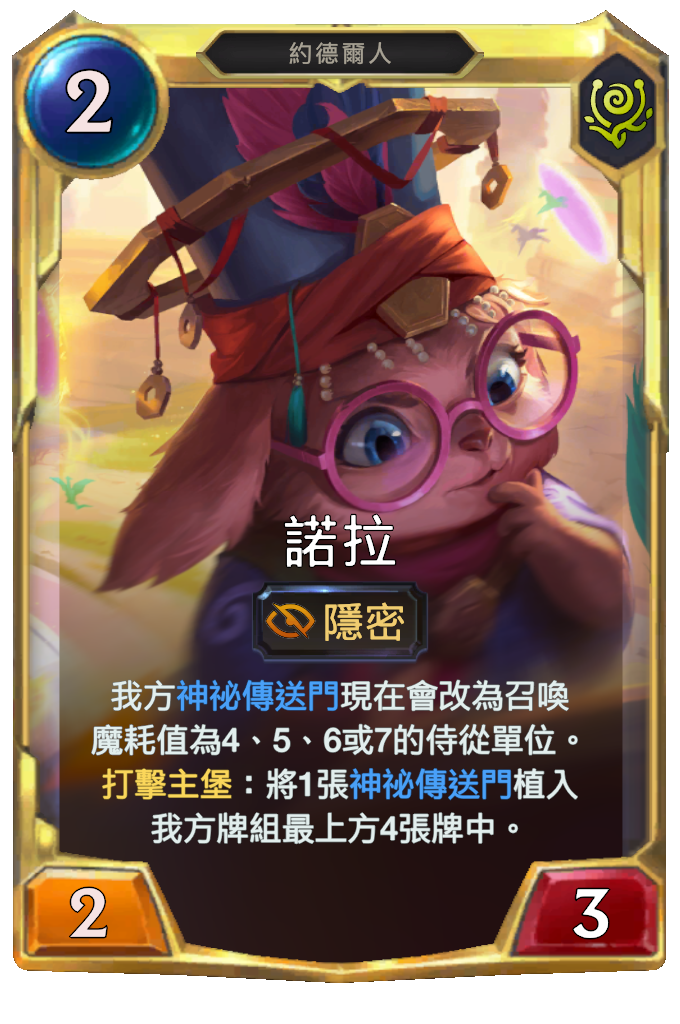 約德爾人
2
諾拉
隱密
我方神祕傳送門現在會改為召喚
魔耗值為4、5、6或7的侍從單位。
打擊主堡：將1張神祕傳送門植入
我方牌組最上方4張牌中。
2
3